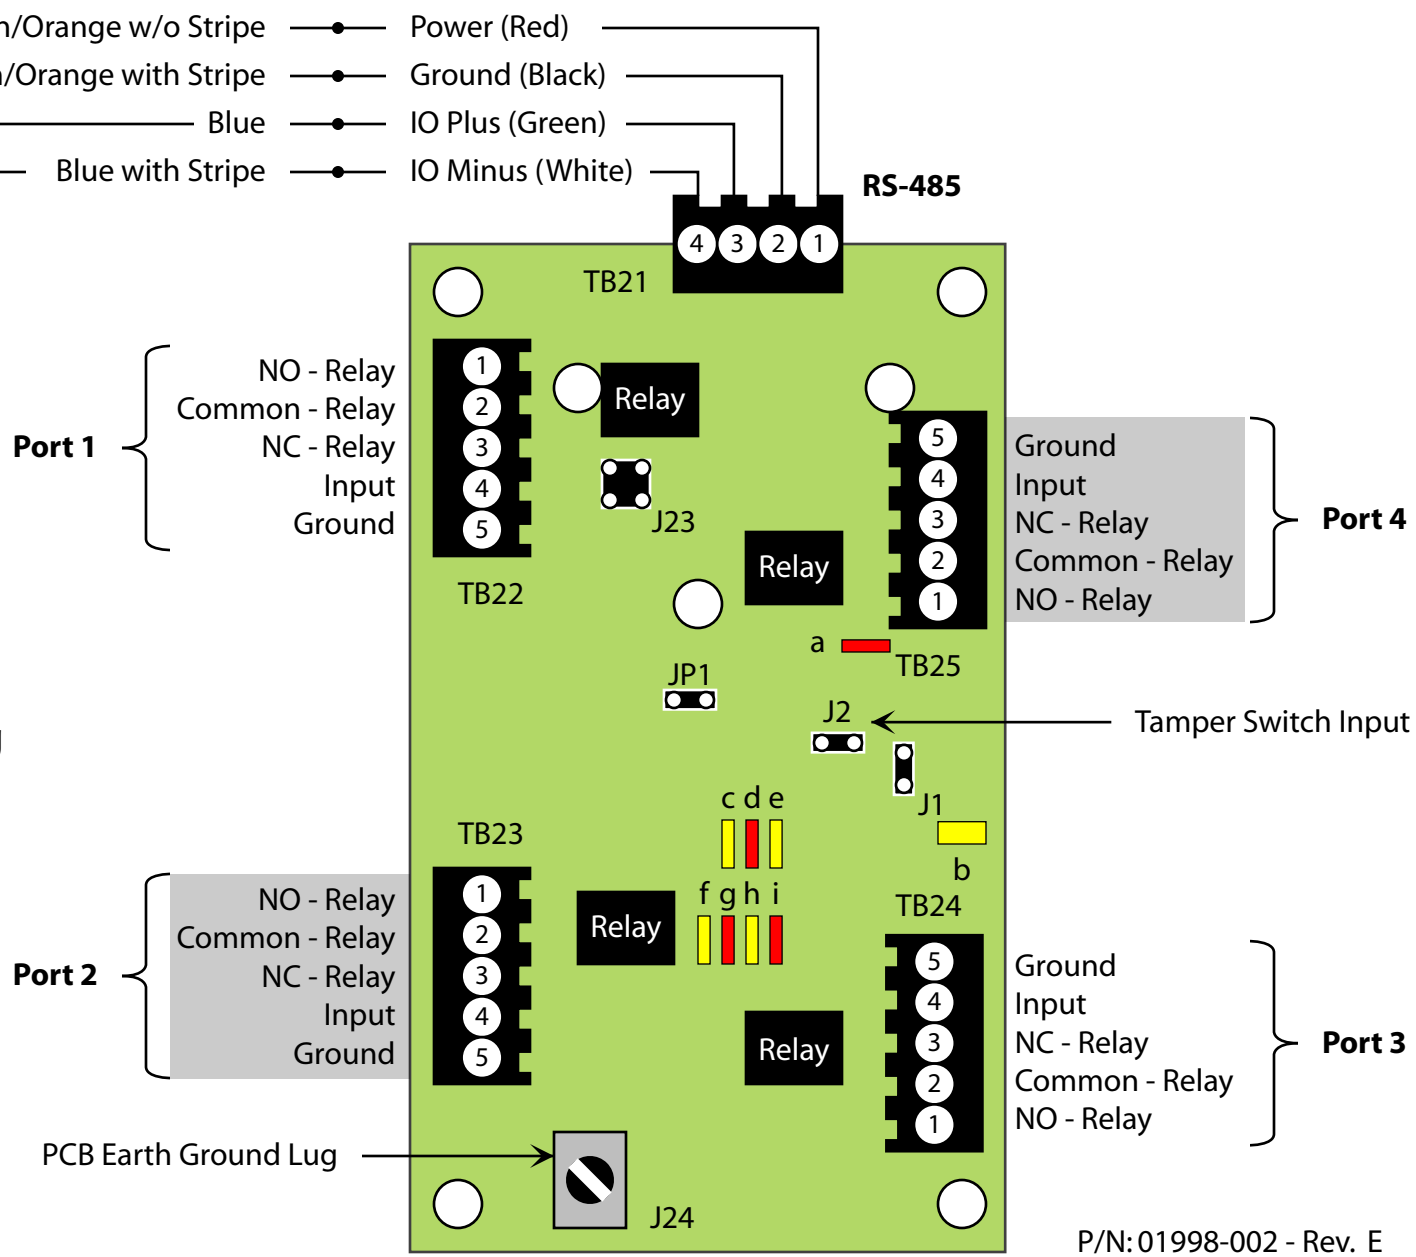 /Orange w/o Stripe Power (Red)
/Orange with Stripe Ground (Black)
Blue IO Plus (Green)
Blue with Stripe IO Minus (White)
RS-485
4 3 2 1
TB21
Port 1
NO - Relay 1
Common - Relay 2
NC - Relay 3
Input 4
Ground 5
TB22
Relay
J23
Relay
5 Ground
4 Input
3 NC - Relay
2 Common - Relay
1 NO - Relay
Port 4
a
TB25
JP1
J2
Tamper Switch Input
J1
c d e
b
f g h i
TB23
Port 2
NO - Relay 1
Common - Relay 2
NC - Relay 3
Input 4
Ground 5
Relay
TB24
5 Ground
4 Input
3 NC - Relay
2 Common - Relay
1 NO - Relay
Port 3
Relay
PCB Earth Ground Lug
J24
P/N: 01998-002 - Rev. E